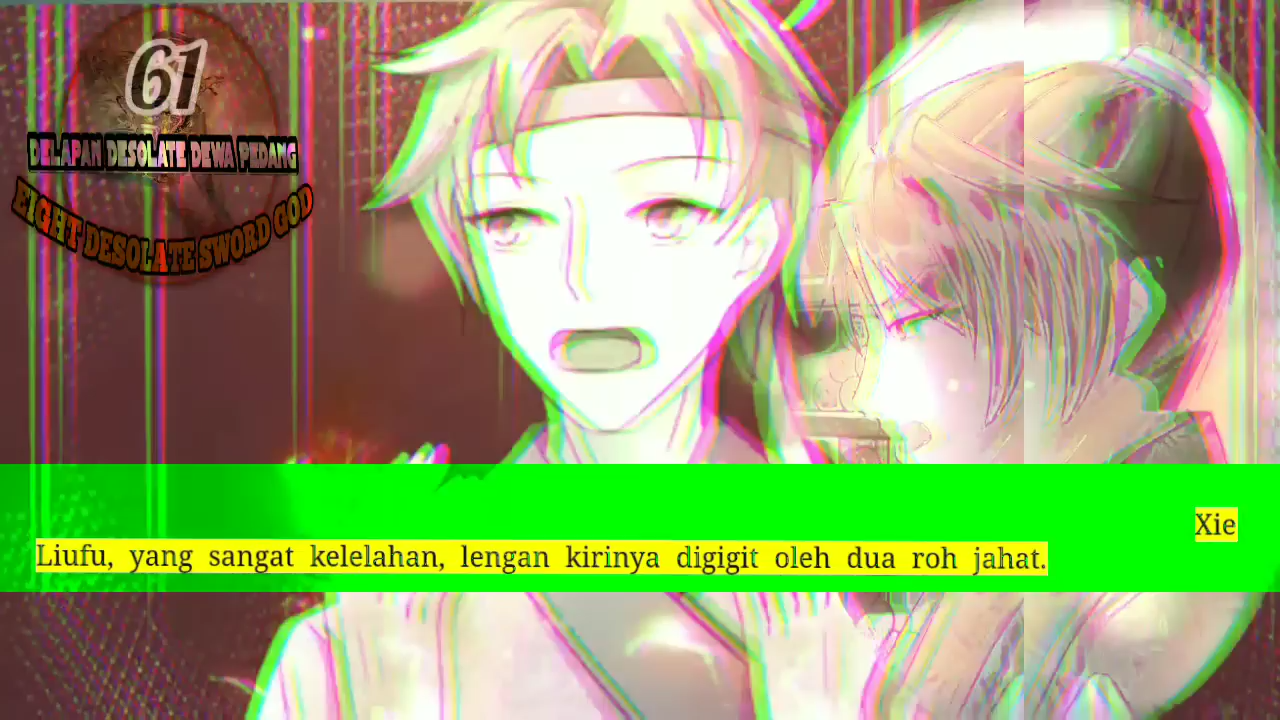 61
DELAPAN DESOLATE DEWA PEDANG
EIGHT DESOLATE SWORD GOD
Xie
Liufu, yang sangat kelelahan, lengan kirinya digigit oleh dua roh jahat.